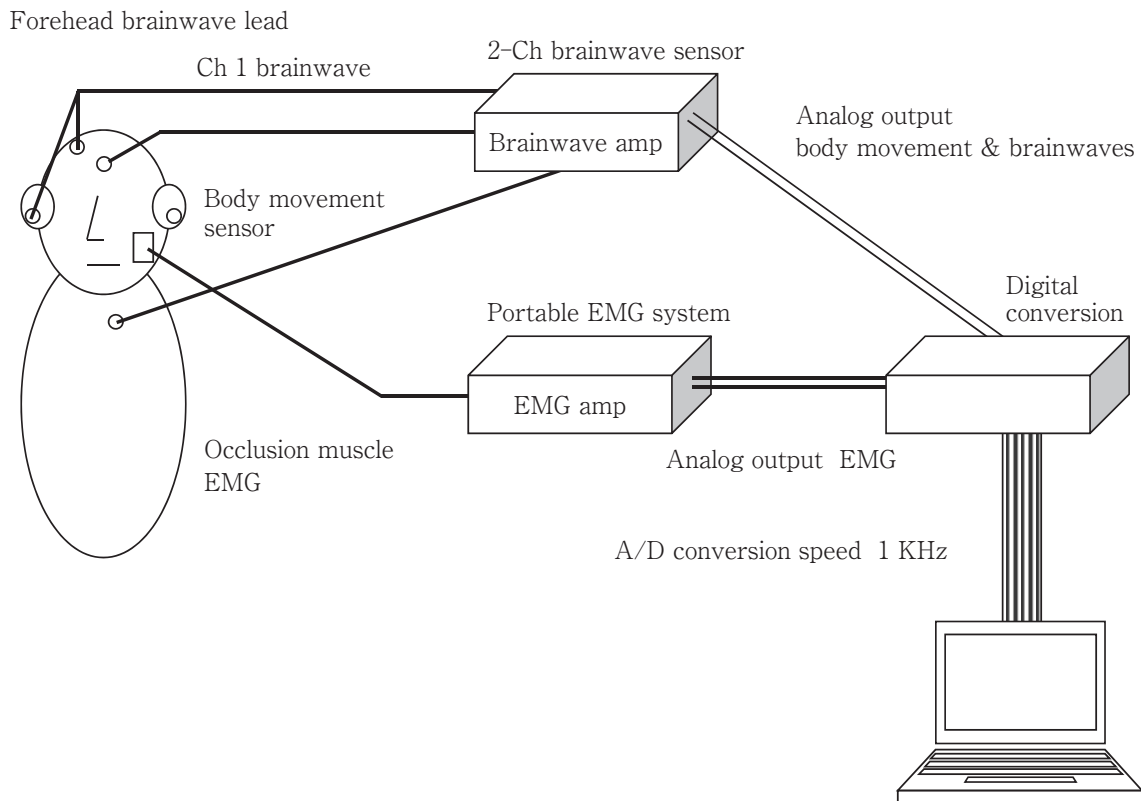 Forehead brainwave lead
2-Ch brainwave sensor
Ch 1 brainwave
Brainwave amp
Analog output
body movement & brainwaves
Body movement
sensor
Digital
conversion
Portable EMG system
EMG amp
Occlusion muscle
EMG
Analog output EMG
A/D conversion speed 1 KHz